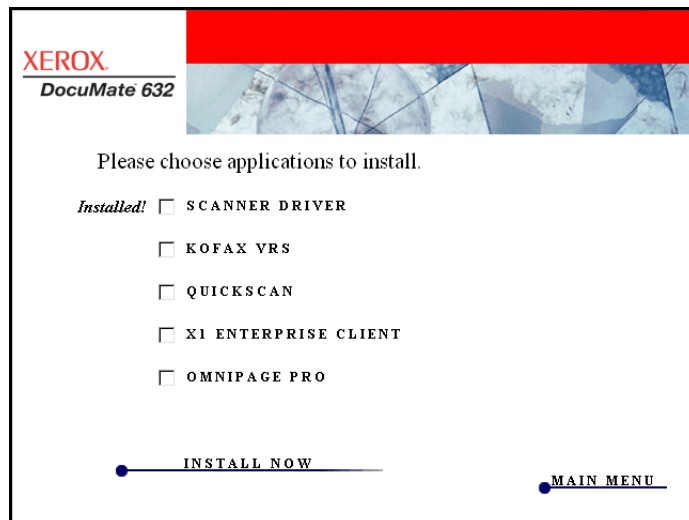 XEROX
DocuMate 632
Please choose applications to install.
Installed! SCANNER DRIVER
KOFAX VRS
QUICKSCAN
X1 ENTERPRISE CLIENT
OMNIPAGE PRO
INSTALL NOW
MAIN MENU